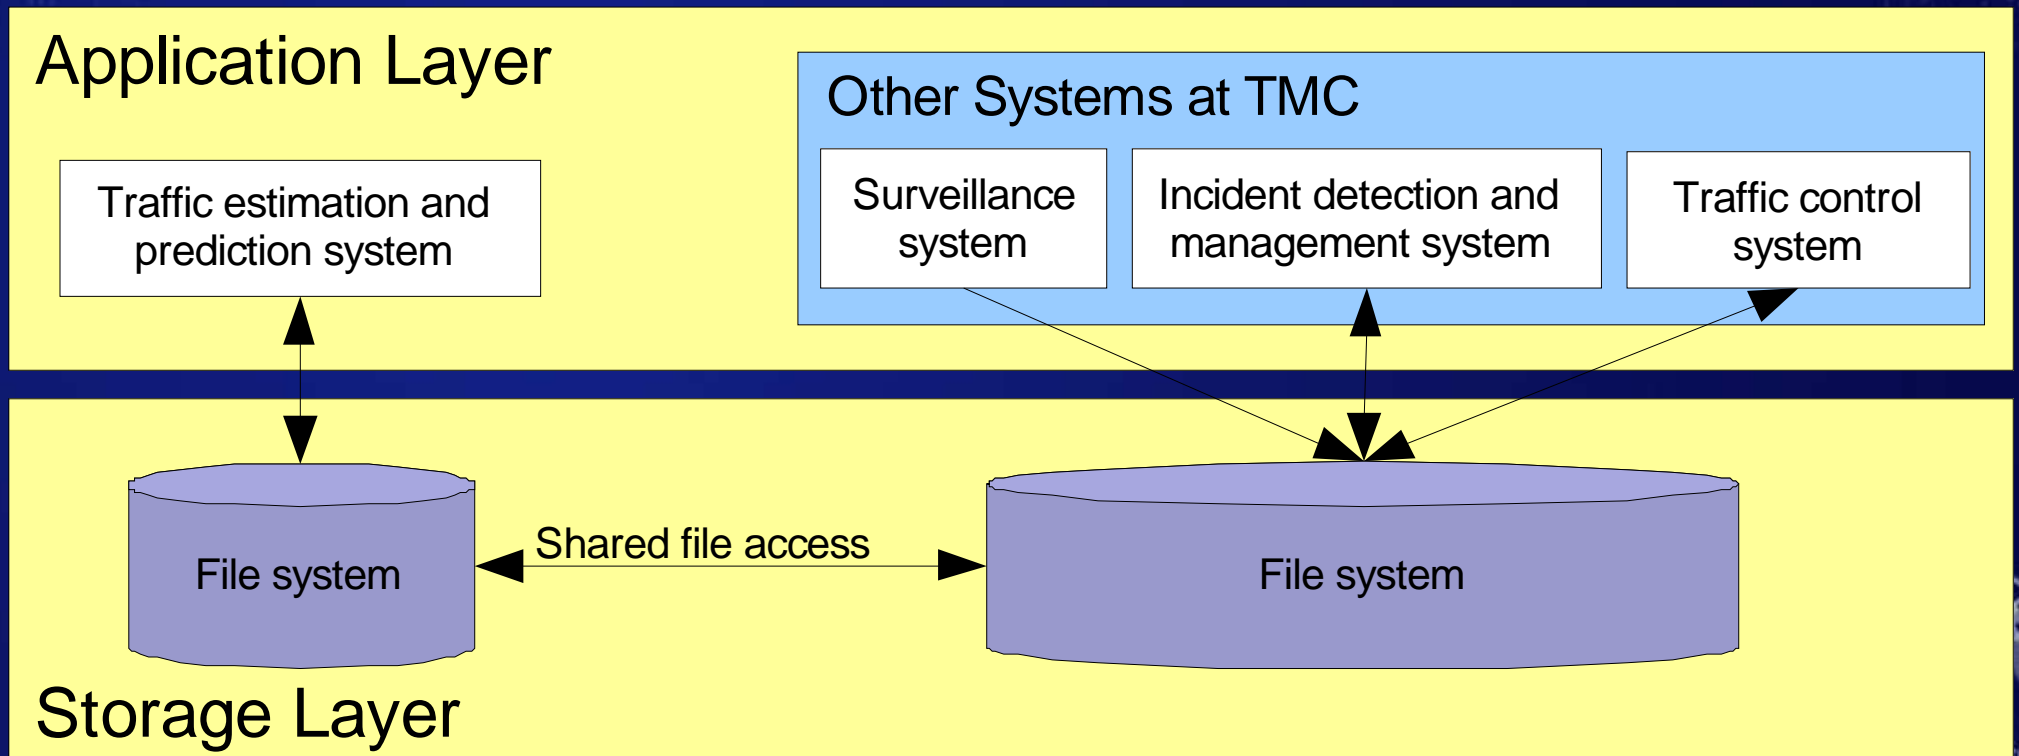 Application Layer
Other Systems at TMC
Traffic estimation and
prediction system
Surveillance
system
Incident detection and
management system
Traffic control
system
Shared file access
File system
File system
Storage Layer